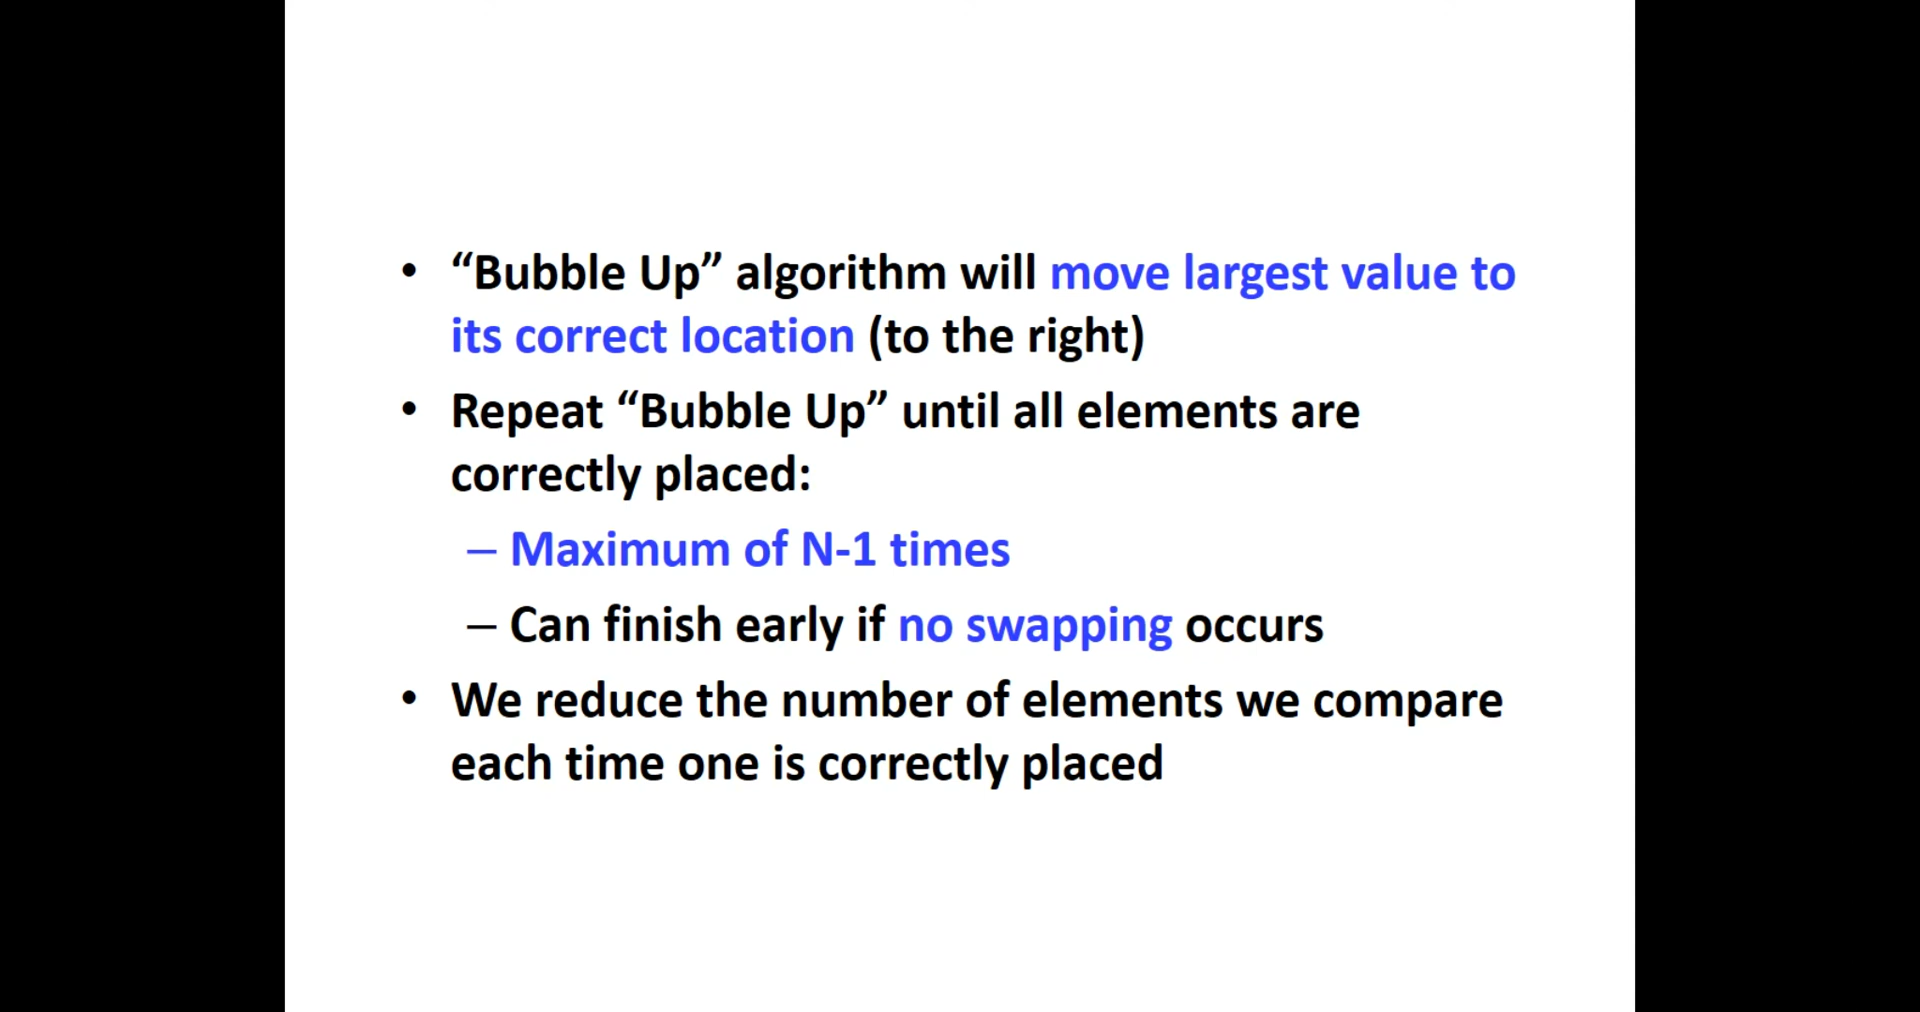 • “Bubble Up” algorithm will move largest value to
its correct location (to the right)
• Repeat “Bubble Up” until all elements are
correctly placed:
– Maximum of N-1 times
– Can finish early if no swapping occurs
• We reduce the number of elements we compare
each time one is correctly placed